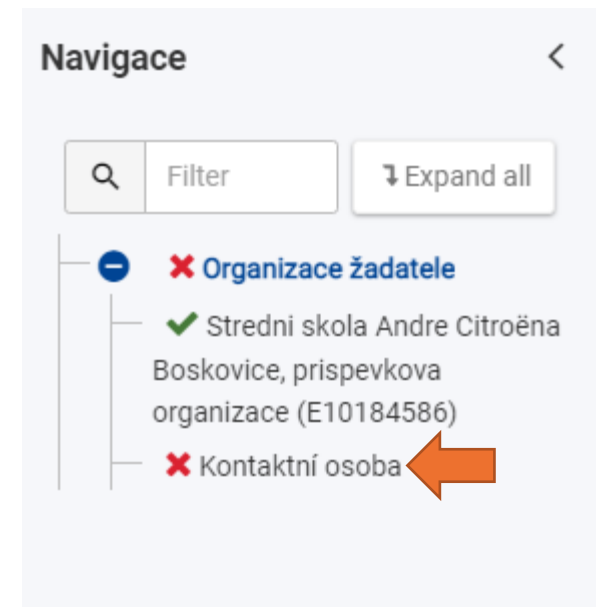 Navigace
Filter
Expand all
Organizace žadatele
Stredni skola Andre Citroëna
Boskovice, prispevkova
organizace (E10184586)
Kontaktní osoba